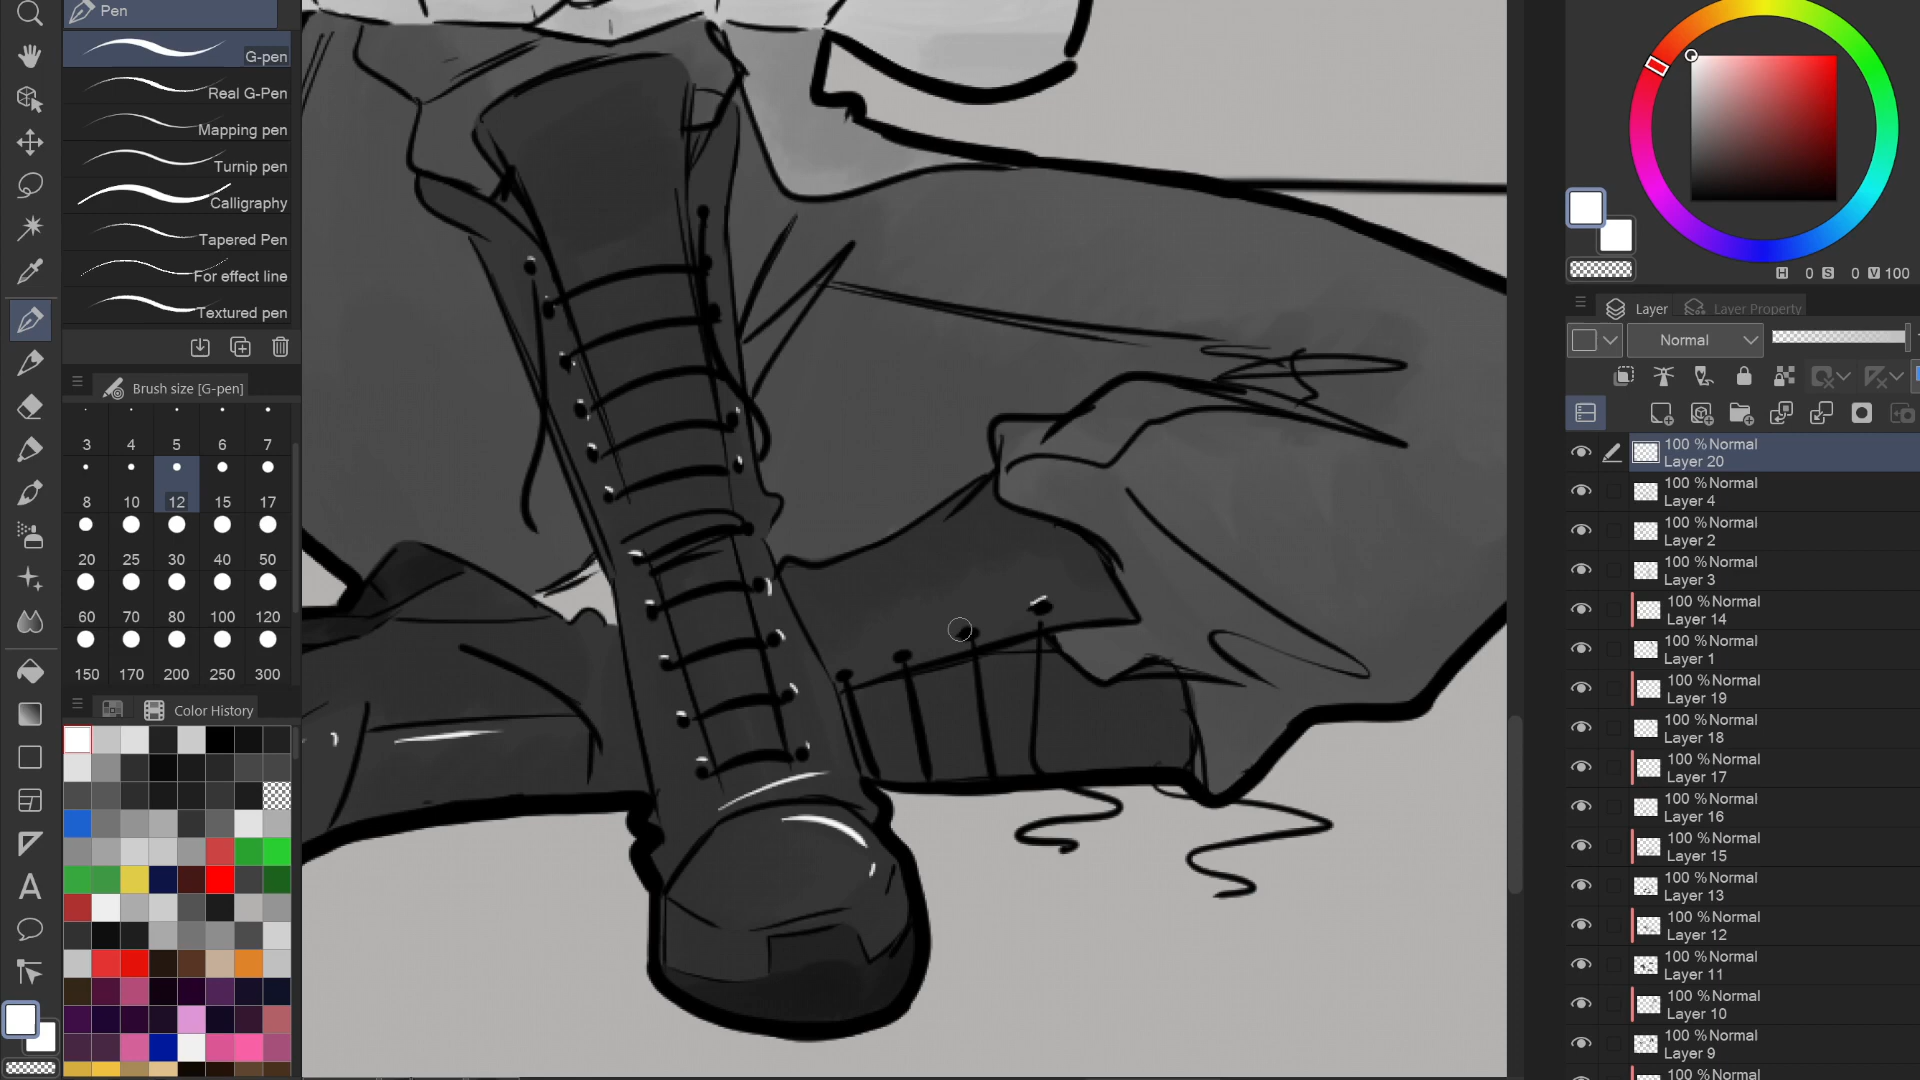 Pen
G-pen
Real G-Pen
Mapping pen
Turnip pen
Calligraphy
Tapered Pen
For effect line
Textured pen
Brush size [G-pen]
3 4 5 6 7
8 10 12 15 17
20 25 30 40 50
60 70 80 100 120
150 170 200 250 300
Color History
H 0 S 0 V 100
Layer Layer Property
Normal
100 % Normal
Layer 20
100 % Normal
Layer 4
100 % Normal
Layer 2
100 % Normal
Layer 3
100 % Normal
Layer 14
100 % Normal
Layer 1
100 % Normal
Layer 19
100 % Normal
Layer 18
100 % Normal
Layer 17
100 % Normal
Layer 16
100 % Normal
Layer 15
100 % Normal
Layer 13
100 % Normal
Layer 12
100 % Normal
Layer 11
100 % Normal
Layer 10
100 % Normal
Layer 9
100 % Normal